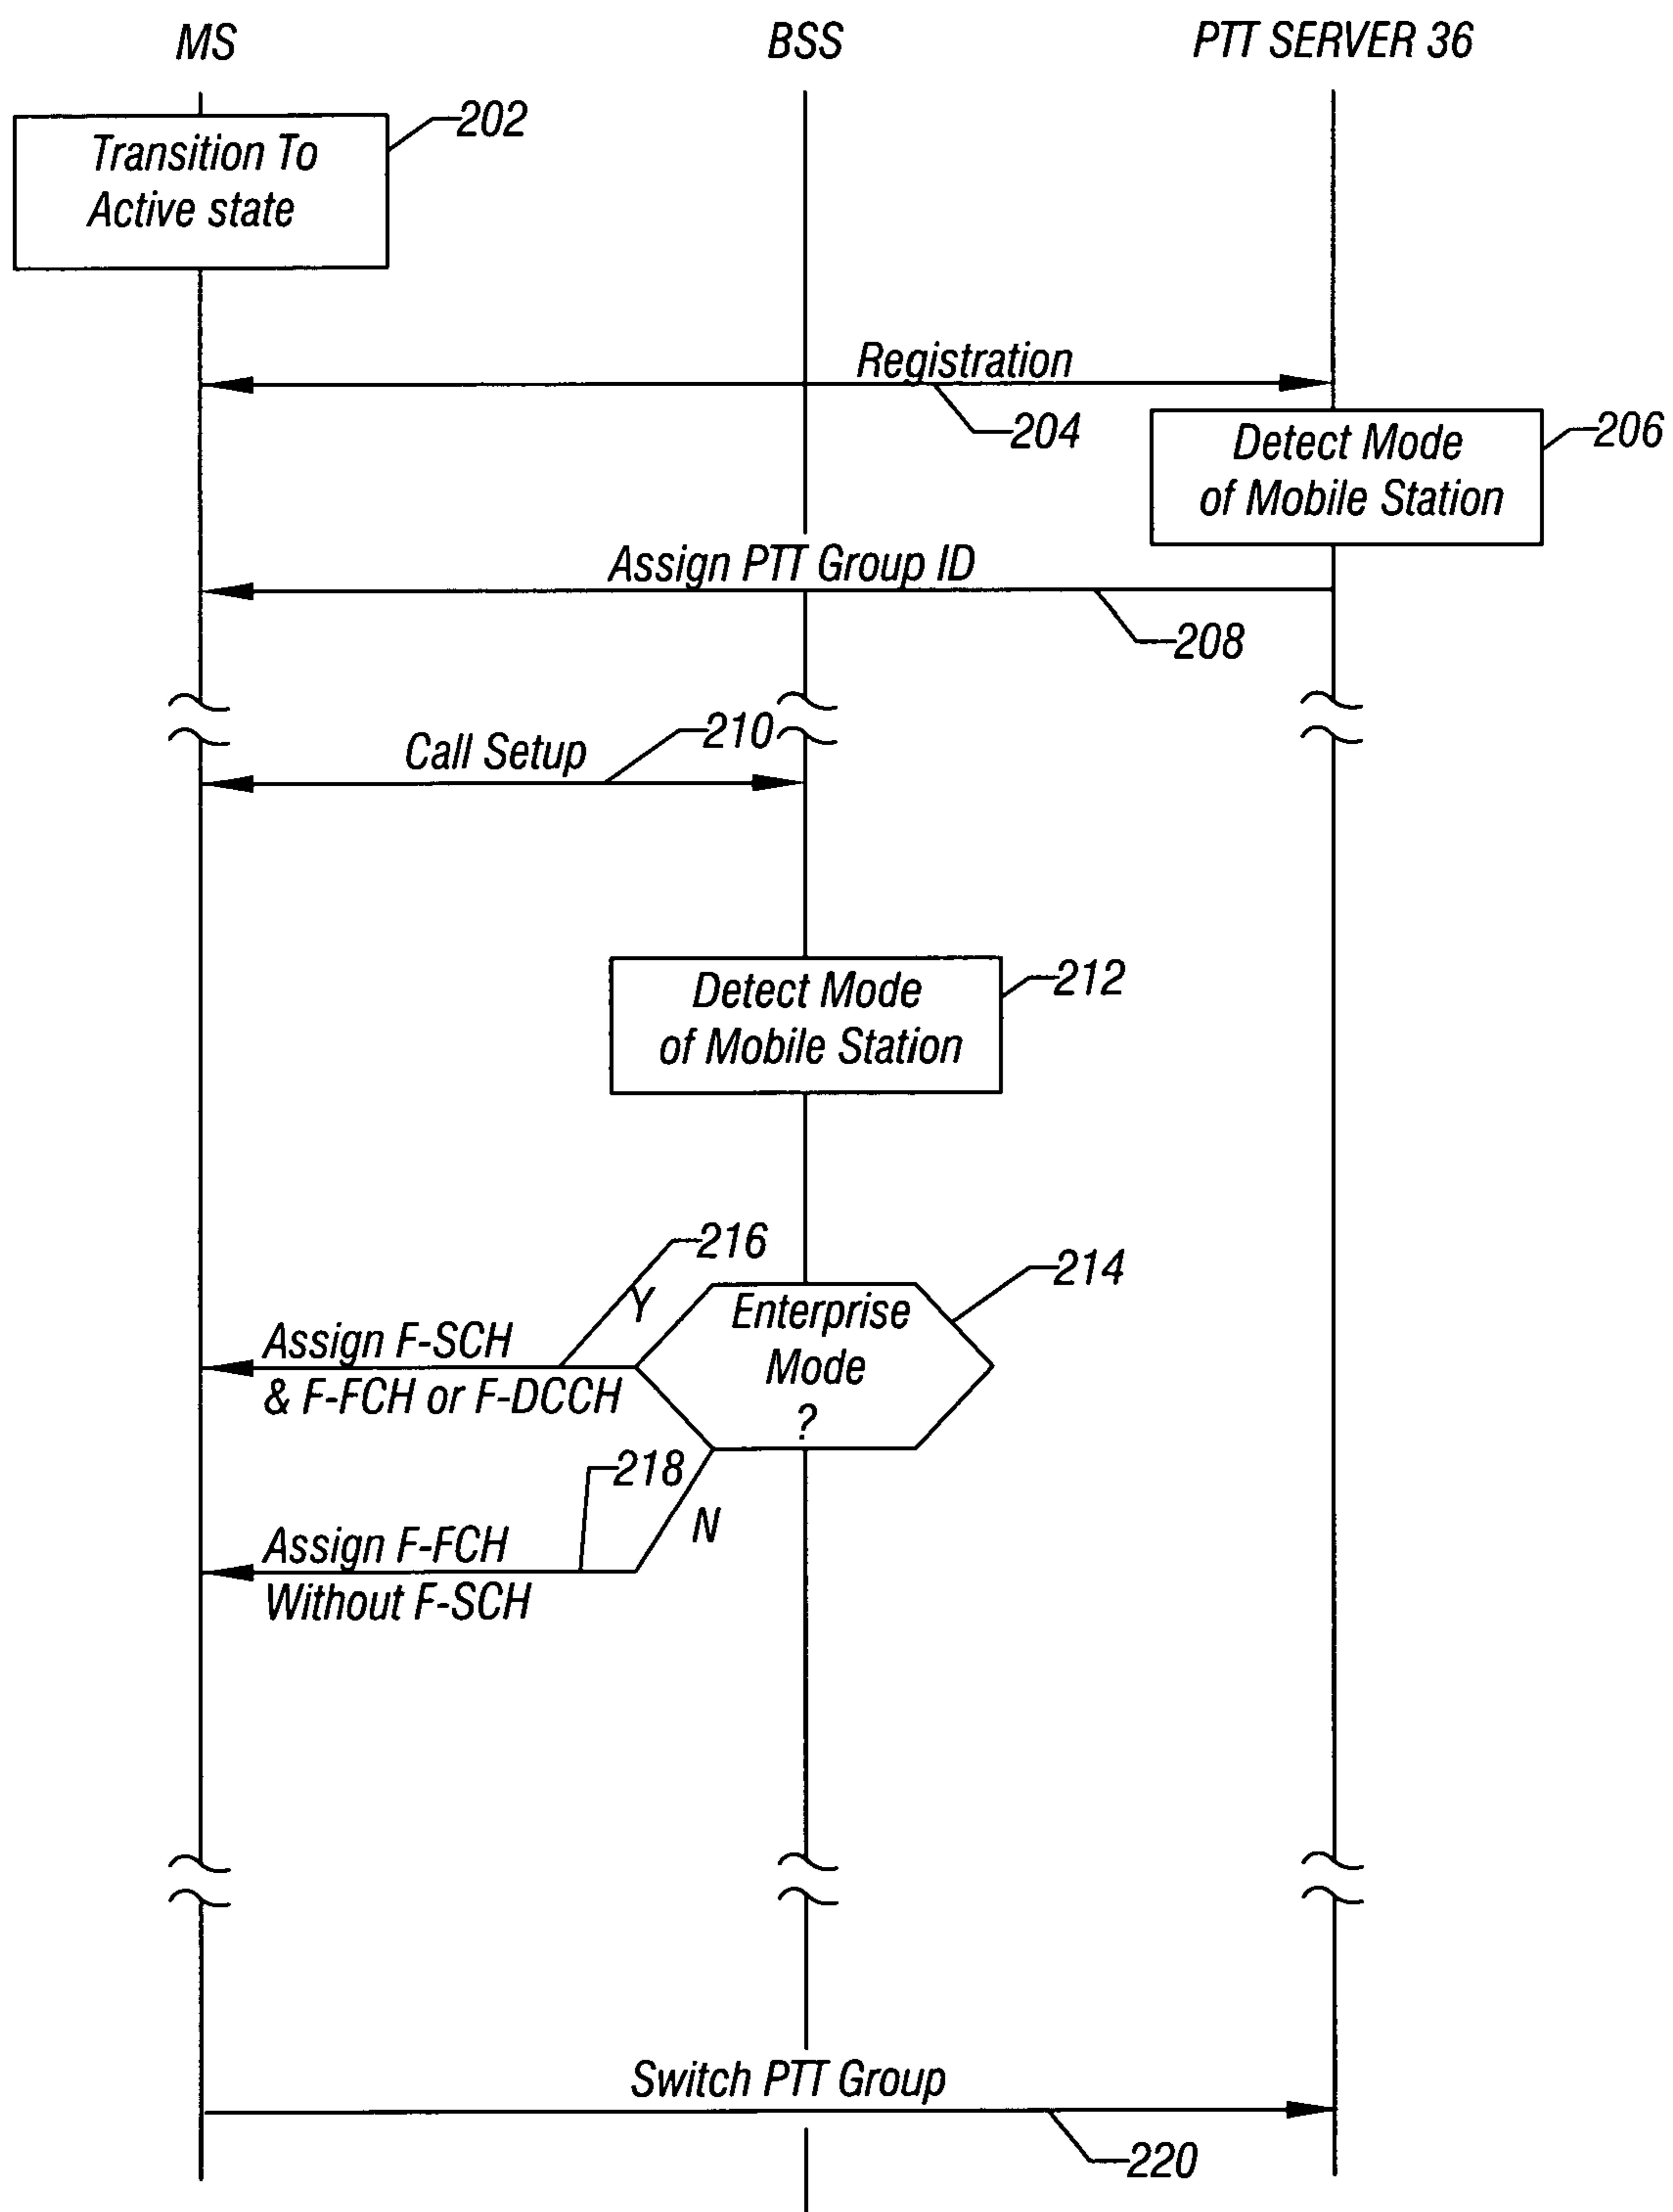 MS
BSS
PTT SERVER 36
Transition To
Active state
202
Registration
204
Detect Mode
of Mobile Station
206
Assign PTT Group ID
208
Call Setup
210
Detect Mode
of Mobile Station
212
216
Y
Enterprise
Mode
?
214
Assign F-SCH
& F-FCH or F-DCCH
218
N
Assign F-FCH
Without F-SCH
Switch PTT Group
220